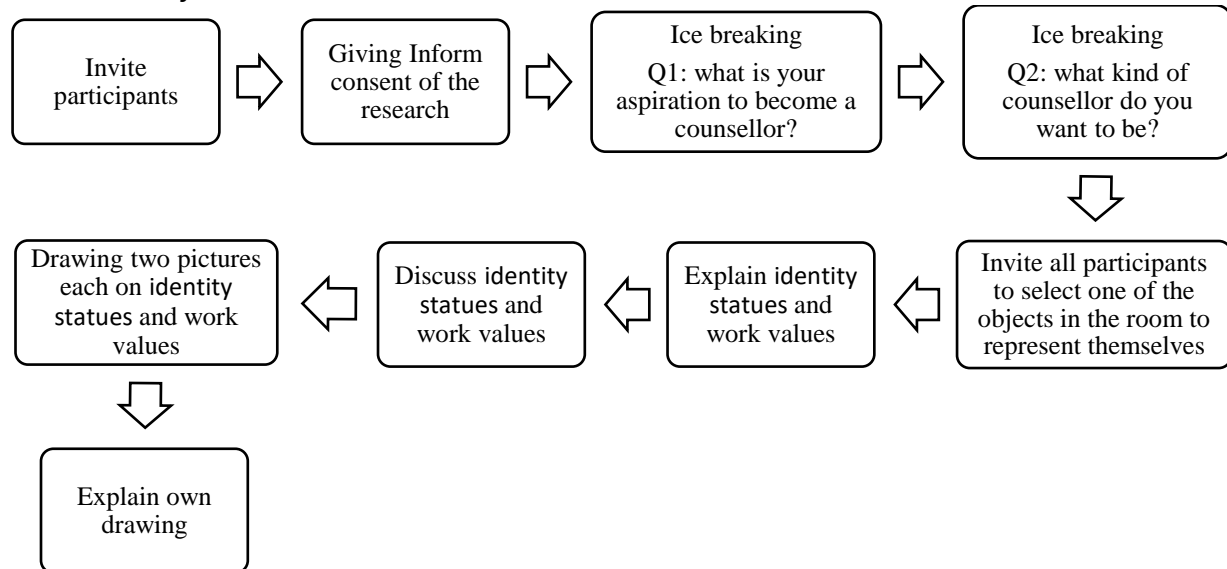 Invite
participants
Giving Inform
consent of the
research
Ice breaking
Q1: what is your
aspiration to become a
counsellor?
Ice breaking
Q2: what kind of
counsellor do you
want to be?
Invite all participants
to select one of the
objects in the room to
represent themselves
Explain identity
statues and work
values
Discuss identity
statues and
work values
Drawing two pictures
each on identity
statues and work
values
Explain own
drawing